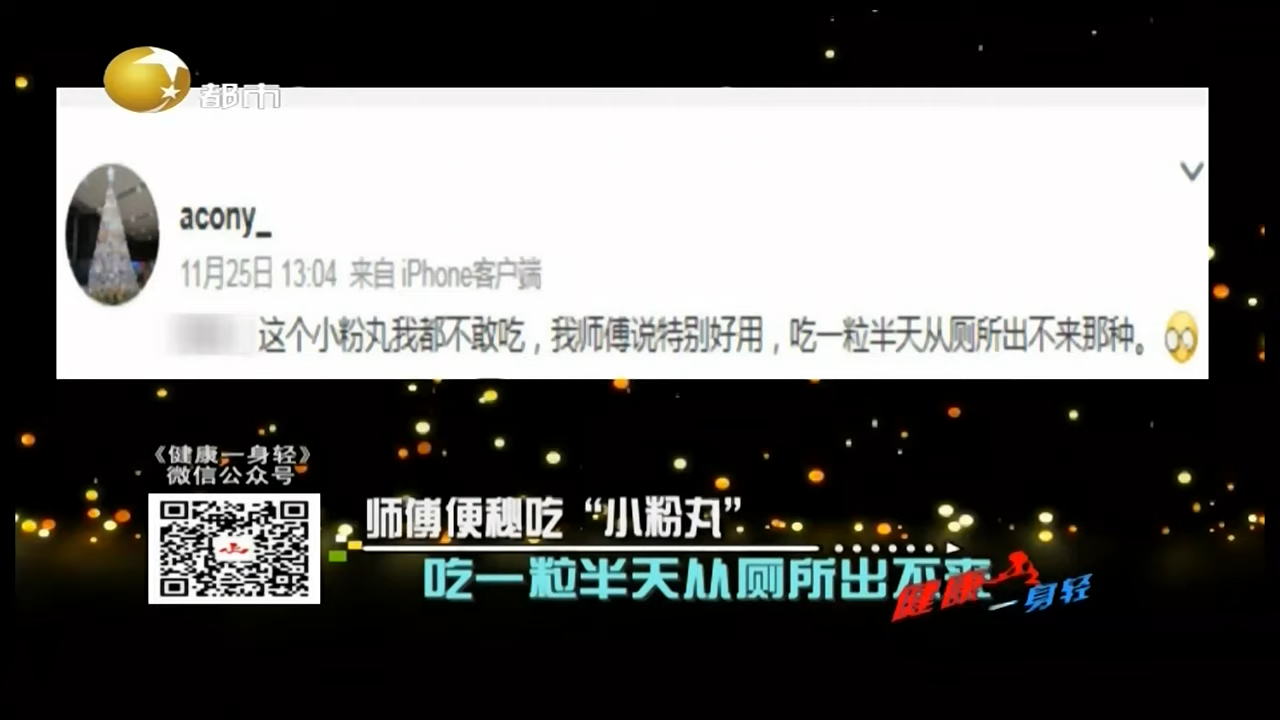 都市
acony_
11月25日 13:04 来自 iPhone客户端
这个小粉丸我都不敢吃，我师傅说特别好用，吃一粒半天从厕所出不来那种。
《健康一身轻》
微信公众号
师傅便秘吃“小粉丸”
吃一粒半天从厕所出不来
健康一身轻